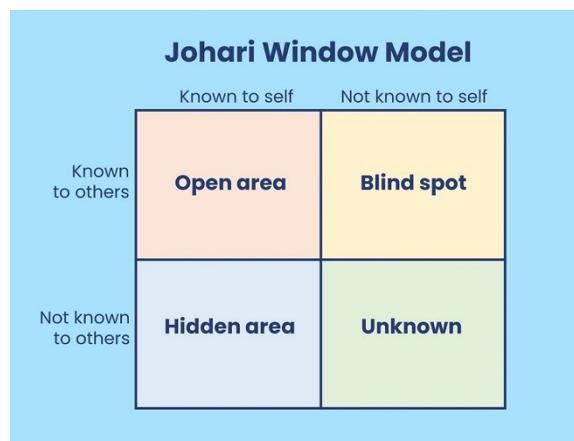 Johari Window Model
Known to self Not known to self
Known
to others
Open area Blind spot
Not known
to others
Hidden area Unknown